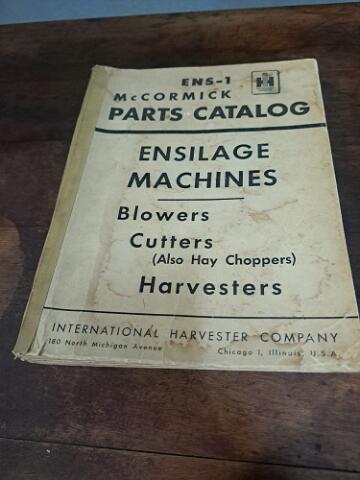 ENS-1
McCORMICK
PARTS CATALOG
ENSILAGE
MACHINES
Blowers
Cutters
(Also Hay Choppers)
Harvesters
INTERNATIONAL HARVESTER COMPANY
180 North Michigan Avenue Chicago 1, Illinois, U.S.A.